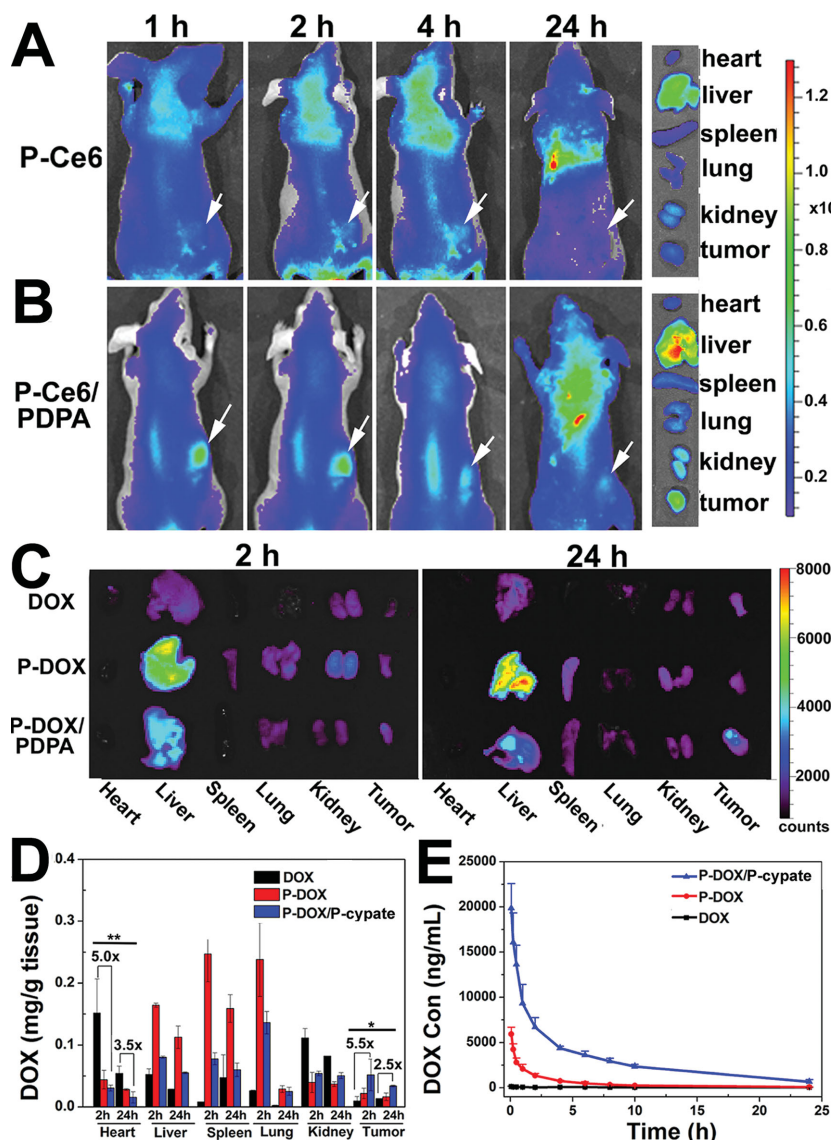 A
1 h 2 h 4 h 24 h
P-Ce6
heart
liver
spleen
lung
kidney
tumor
B
P-Ce6/
PDPA
heart
liver
spleen
lung
kidney
tumor
1.2
1.0
x10
0.8
0.6
0.4
0.2
C
2 h 24 h
DOX
P-DOX
P-DOX/
PDPA
Heart Liver Spleen Lung Kidney Tumor
Heart Liver Spleen Lung Kidney Tumor
8000
6000
4000
2000
counts
D
DOX (mg/g tissue)
0.4
0.3
0.2
0.1
0.0
DOX
P-DOX
P-DOX/P-cypate
**
5.0x
3.5x
*
5.5x
2.5x
2h 24h 2h 24h 2h 24h 2h 24h 2h 24h 2h 24h
Heart Liver Spleen Lung Kidney Tumor
E
DOX Con (ng/mL)
25000
20000
15000
10000
5000
0
P-DOX/P-cypate
P-DOX
DOX
0 5 10 15 20 25
Time (h)